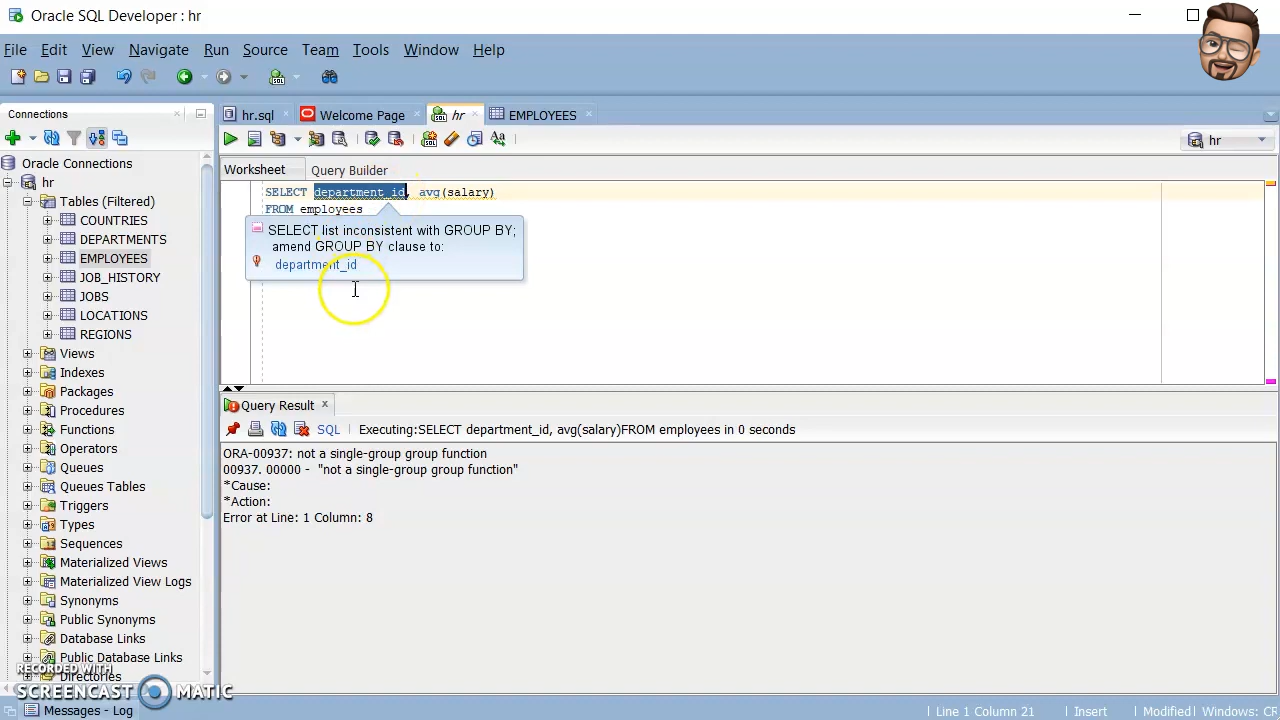 Oracle SQL Developer : hr
File Edit View Navigate Run Source Team Tools Window Help
Connections
hr.sql Welcome Page hr EMPLOYEES
hr
Oracle Connections
hr
Tables (Filtered)
COUNTRIES
DEPARTMENTS
EMPLOYEES
JOB_HISTORY
JOBS
LOCATIONS
REGIONS
Views
Indexes
Packages
Procedures
Functions
Operators
Queues
Queues Tables
Triggers
Types
Sequences
Materialized Views
Materialized View Logs
Synonyms
Public Synonyms
Database Links
Public Database Links
Directories
Worksheet Query Builder
SELECT department_id, avg(salary)
FROM employees
SELECT list inconsistent with GROUP BY;
amend GROUP BY clause to:
department_id
Query Result
SQL | Executing:SELECT department_id, avg(salary)FROM employees in 0 seconds
ORA-00937: not a single-group group function
00937. 00000 - "not a single-group group function"
*Cause:
*Action:
Error at Line: 1 Column: 8
RECORDED WITH
SCREENCAST MATIC
Messages - Log
| Line 1 Column 21 | Insert | Modified | Windows: CR